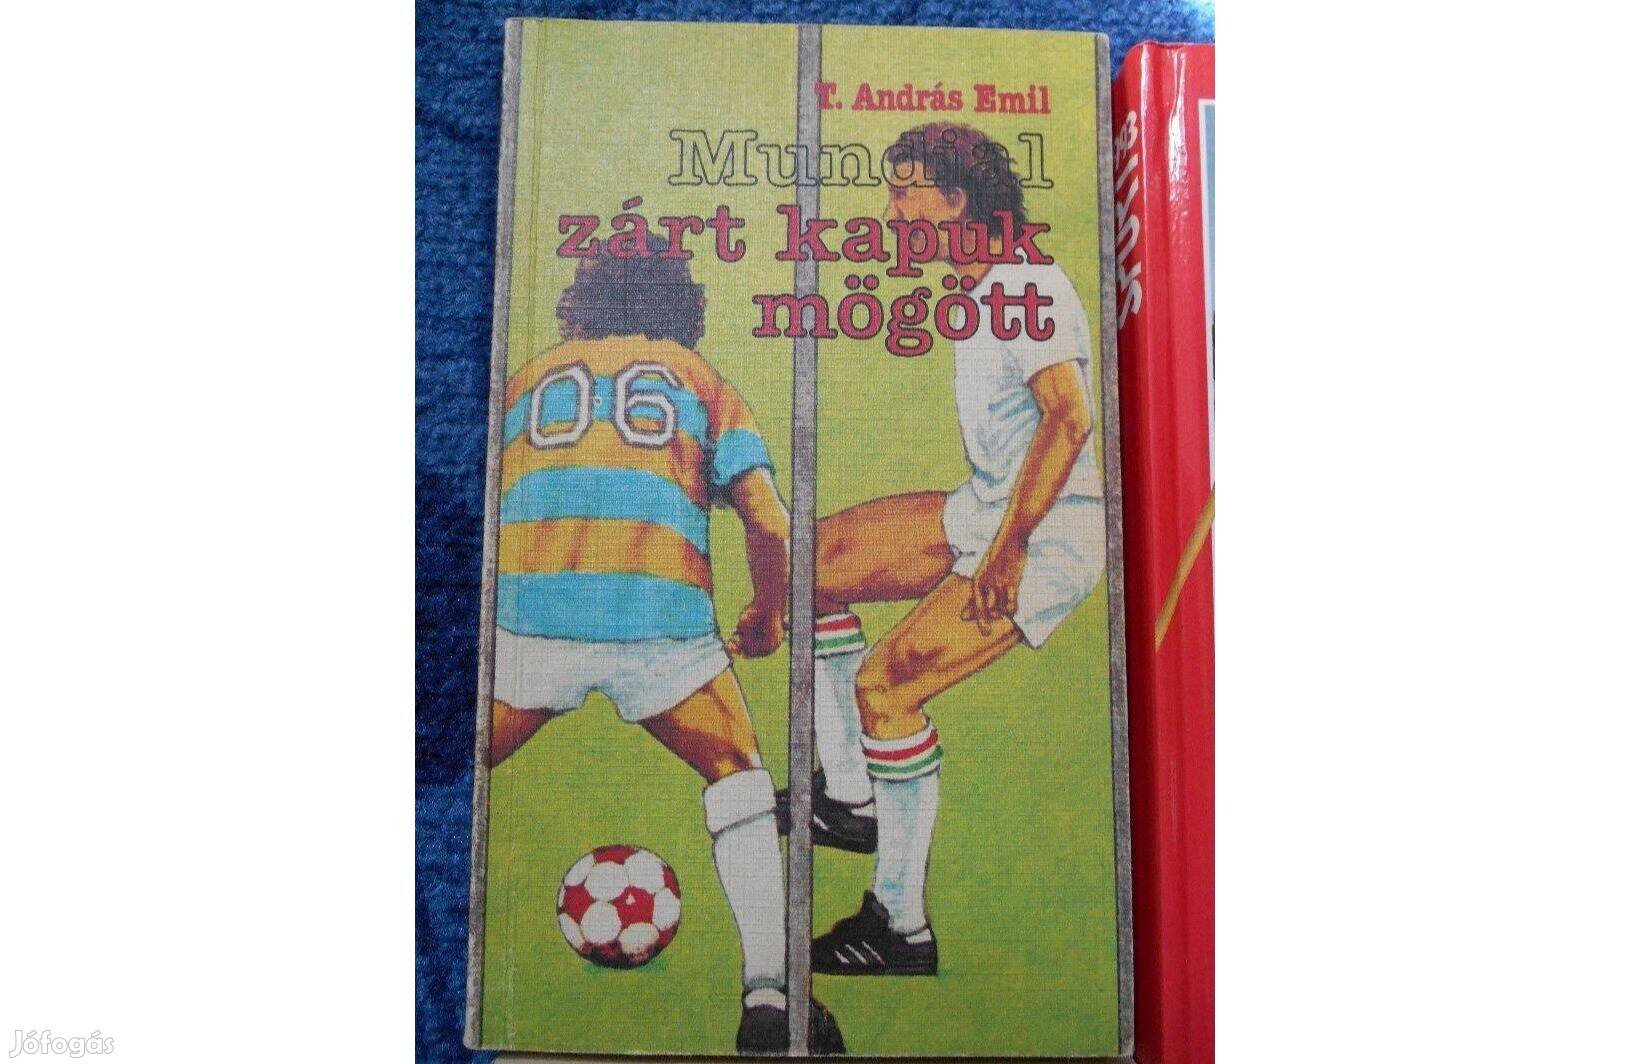 T. András Emil
Mundial
zárt kapuk
mögött
06
Jófogás